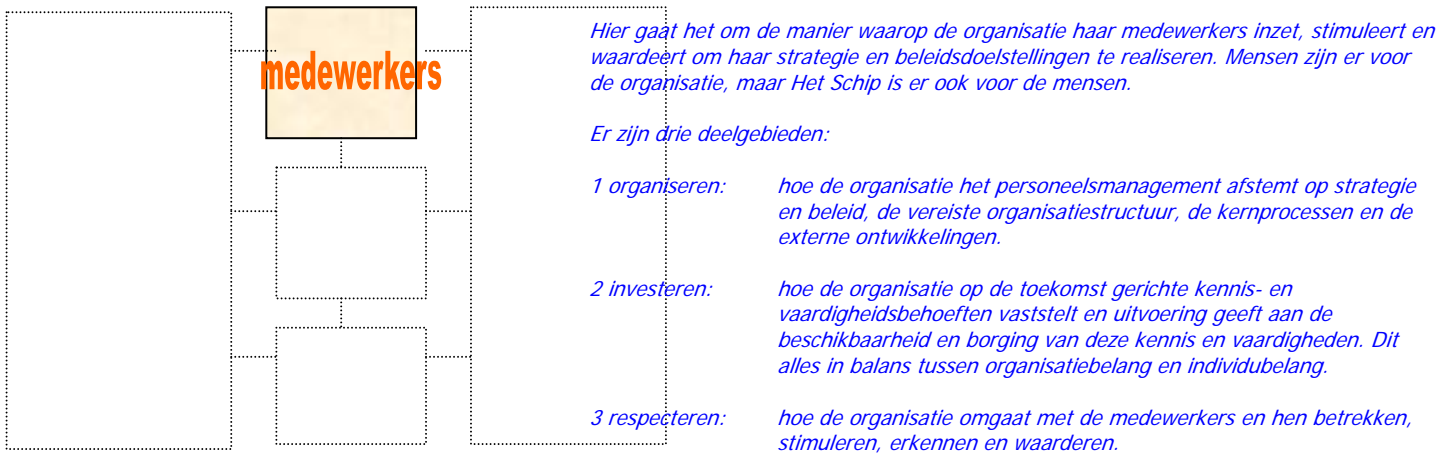 medewerkers
Hier gaat het om de manier waarop de organisatie haar medewerkers inzet, stimuleert en
waardeert om haar strategie en beleidsdoelstellingen te realiseren. Mensen zijn er voor
de organisatie, maar Het Schip is er ook voor de mensen.
Er zijn drie deelgebieden:
1 organiseren: hoe de organisatie het personeelsmanagement afstemt op strategie
en beleid, de vereiste organisatiestructuur, de kernprocessen en de
externe ontwikkelingen.
2 investeren: hoe de organisatie op de toekomst gerichte kennis- en
vaardigheidsbehoeften vaststelt en uitvoering geeft aan de
beschikbaarheid en borging van deze kennis en vaardigheden. Dit
alles in balans tussen organisatiebelang en individubelang.
3 respecteren: hoe de organisatie omgaat met de medewerkers en hen betrekken,
stimuleren, erkennen en waarderen.